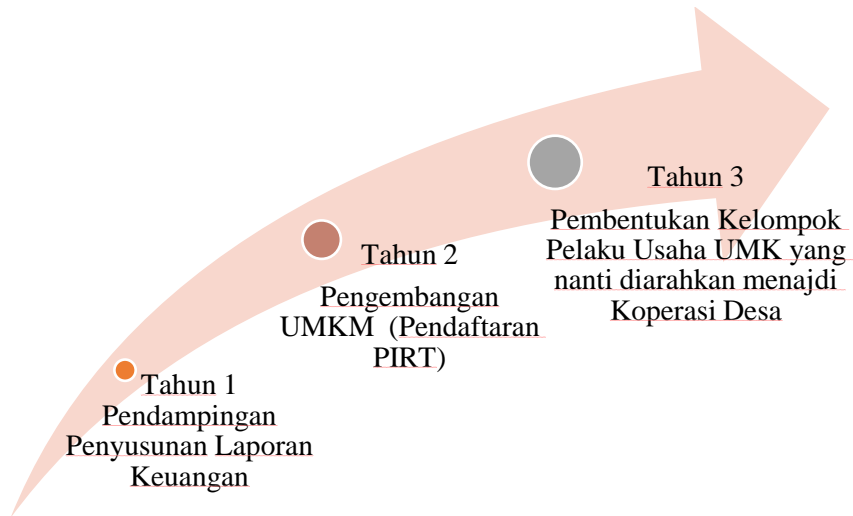 Tahun 1
Pendampingan
Penyusunan Laporan
Keuangan
Tahun 2
Pengembangan
UMKM (Pendaftaran
PIRT)
Tahun 3
Pembentukan Kelompok
Pelaku Usaha UMK yang
nanti diarahkan menajdi
Koperasi Desa